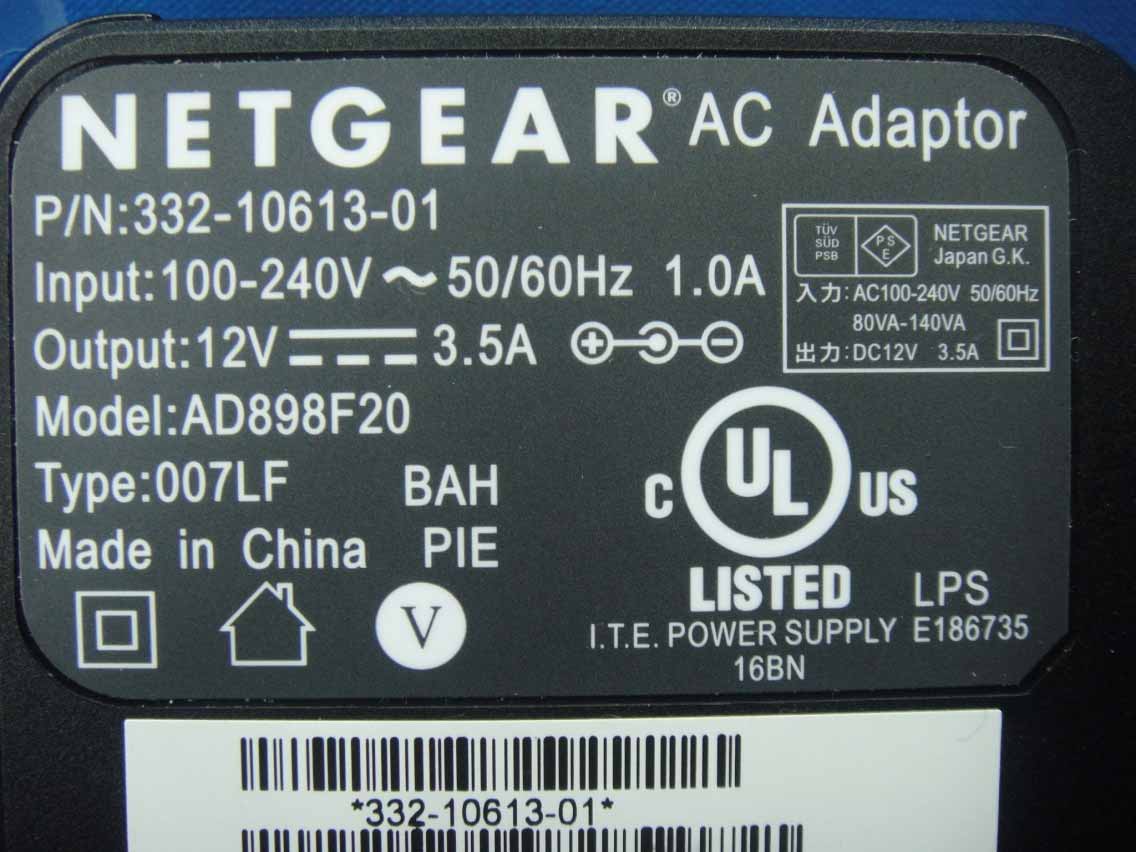 NETGEAR® AC Adaptor
P/N:332-10613-01
Input:100-240V ~ 50/60Hz 1.0A
Output:12V ⎓ 3.5A
Model:AD898F20
Type:007LF BAH
Made in China PIE
V
TÜV
SÜD
PSB
PS
E
NETGEAR
Japan G.K.
入力:AC100-240V 50/60Hz
80VA-140VA
出力:DC12V 3.5A
C UL US
LISTED LPS
I.T.E. POWER SUPPLY E186735
16BN
*332-10613-01*